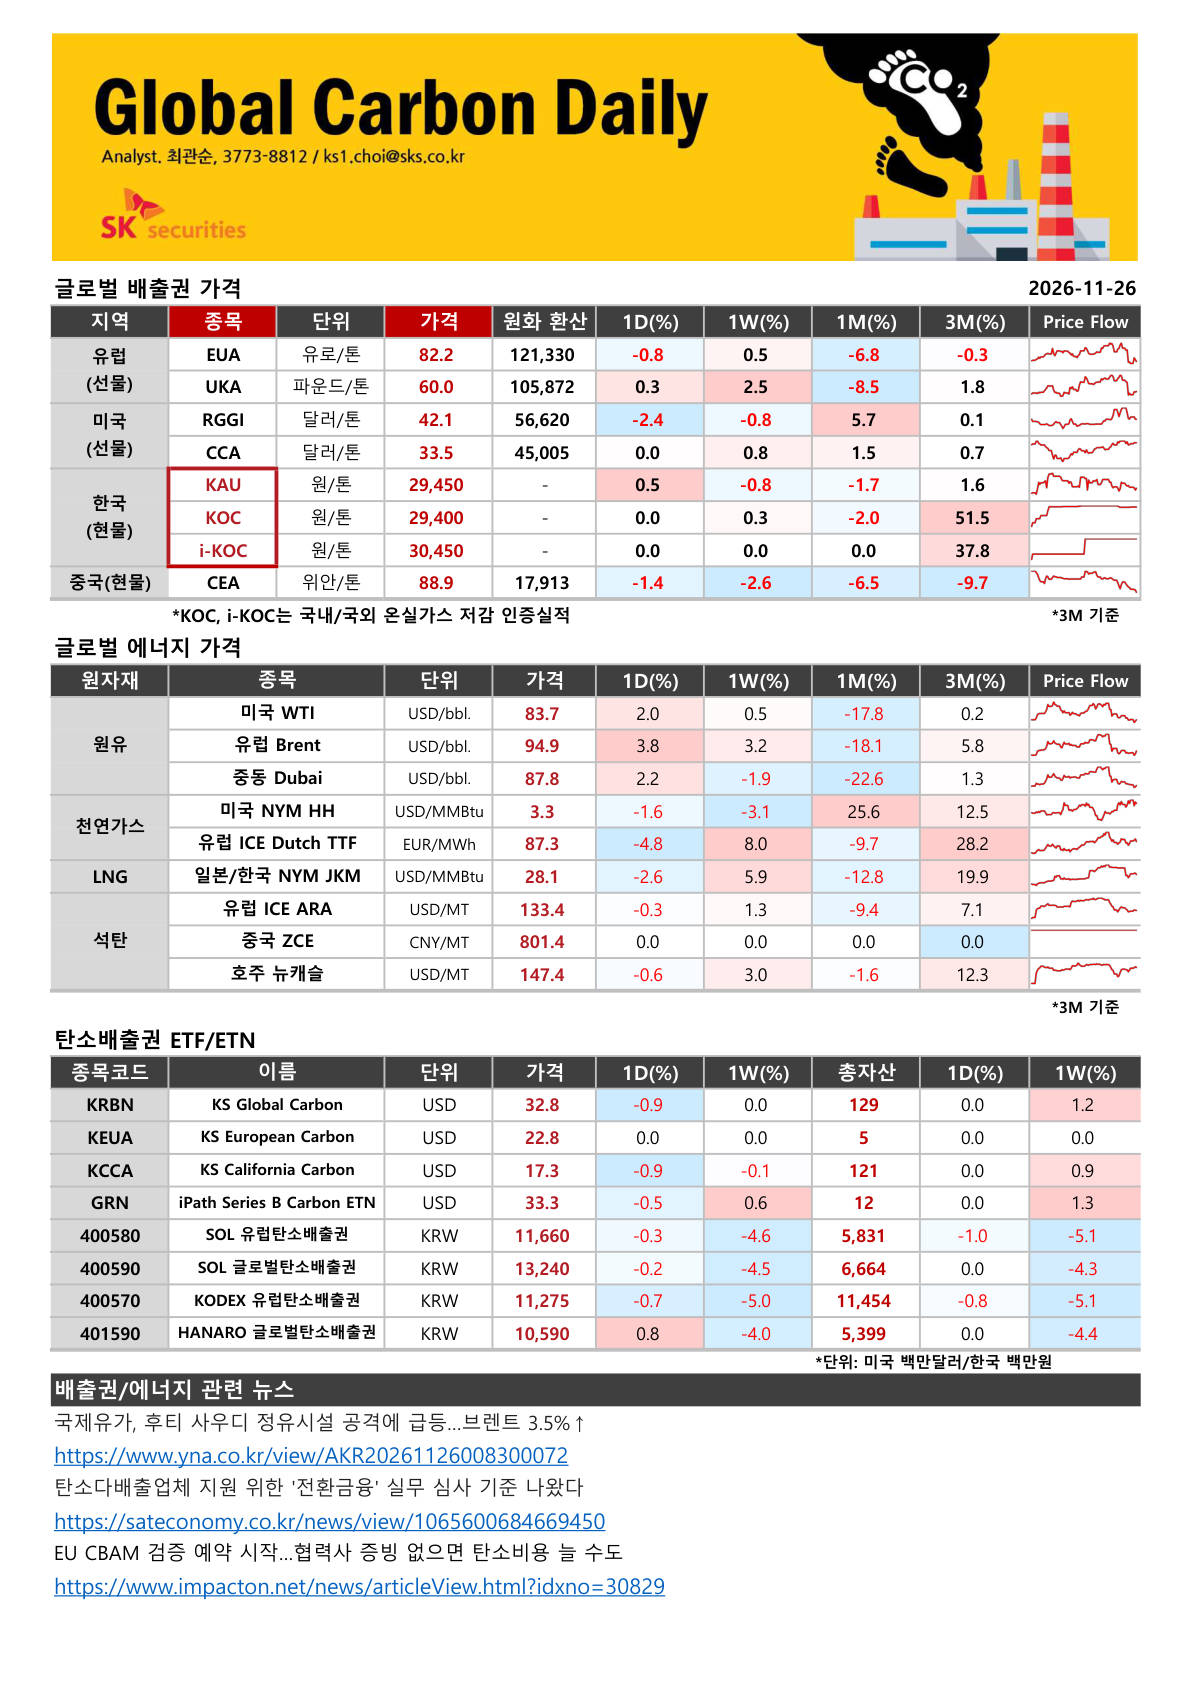 CO2
Global Carbon Daily
Analyst. 최관순, 3773-8812 / ks1.choi@sks.co.kr
SK securities
글로벌 배출권 가격 2026-11-26
지역 종목 단위 가격 원화 환산 1D(%) 1W(%) 1M(%) 3M(%) Price Flow
유럽 (선물) EUA 유로/톤 82.2 121,330 -0.8 0.5 -6.8 -0.3
UKA 파운드/톤 60.0 105,872 0.3 2.5 -8.5 1.8
미국 (선물) RGGI 달러/톤 42.1 56,620 -2.4 -0.8 5.7 0.1
CCA 달러/톤 33.5 45,005 0.0 0.8 1.5 0.7
한국 (현물) KAU 원/톤 29,450 - 0.5 -0.8 -1.7 1.6
KOC 원/톤 29,400 - 0.0 0.3 -2.0 51.5
i-KOC 원/톤 30,450 - 0.0 0.0 0.0 37.8
중국(현물) CEA 위안/톤 88.9 17,913 -1.4 -2.6 -6.5 -9.7
*KOC, i-KOC는 국내/국외 온실가스 저감 인증실적 *3M 기준
글로벌 에너지 가격
원자재 종목 단위 가격 1D(%) 1W(%) 1M(%) 3M(%) Price Flow
원유 미국 WTI USD/bbl. 83.7 2.0 0.5 -17.8 0.2
유럽 Brent USD/bbl. 94.9 3.8 3.2 -18.1 5.8
중동 Dubai USD/bbl. 87.8 2.2 -1.9 -22.6 1.3
천연가스 미국 NYM HH USD/MMBtu 3.3 -1.6 -3.1 25.6 12.5
유럽 ICE Dutch TTF EUR/MWh 87.3 -4.8 8.0 -9.7 28.2
LNG 일본/한국 NYM JKM USD/MMBtu 28.1 -2.6 5.9 -12.8 19.9
석탄 유럽 ICE ARA USD/MT 133.4 -0.3 1.3 -9.4 7.1
중국 ZCE CNY/MT 801.4 0.0 0.0 0.0 0.0
호주 뉴캐슬 USD/MT 147.4 -0.6 3.0 -1.6 12.3
*3M 기준
탄소배출권 ETF/ETN
종목코드 이름 단위 가격 1D(%) 1W(%) 총자산 1D(%) 1W(%)
KRBN KS Global Carbon USD 32.8 -0.9 0.0 129 0.0 1.2
KEUA KS European Carbon USD 22.8 0.0 0.0 5 0.0 0.0
KCCA KS California Carbon USD 17.3 -0.9 -0.1 121 0.0 0.9
GRN iPath Series B Carbon ETN USD 33.3 -0.5 0.6 12 0.0 1.3
400580 SOL 유럽탄소배출권 KRW 11,660 -0.3 -4.6 5,831 -1.0 -5.1
400590 SOL 글로벌탄소배출권 KRW 13,240 -0.2 -4.5 6,664 0.0 -4.3
400570 KODEX 유럽탄소배출권 KRW 11,275 -0.7 -5.0 11,454 -0.8 -5.1
401590 HANARO 글로벌탄소배출권 KRW 10,590 0.8 -4.0 5,399 0.0 -4.4
*단위: 미국 백만달러/한국 백만원
배출권/에너지 관련 뉴스
국제유가, 후티 사우디 정유시설 공격에 급등...브렌트 3.5%↑
https://www.yna.co.kr/view/AKR20261126008300072
탄소다배출업체 지원 위한 '전환금융' 실무 심사 기준 나왔다
https://sateconomy.co.kr/news/view/1065600684669450
EU CBAM 검증 예약 시작...협력사 증빙 없으면 탄소비용 늘 수도
https://www.impacton.net/news/articleView.html?idxno=30829